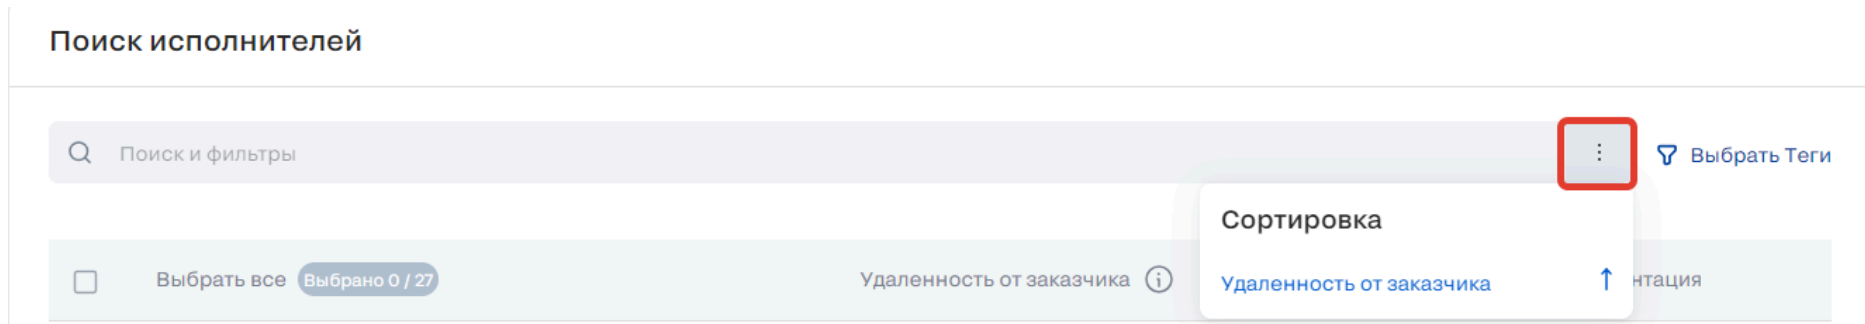 Поиск исполнителей
Поиск и фильтры
Выбрать Теги
Сортировка
Выбрать все Выбрано 0 / 27 Удаленность от заказчика
Удаленность от заказчика
нтация